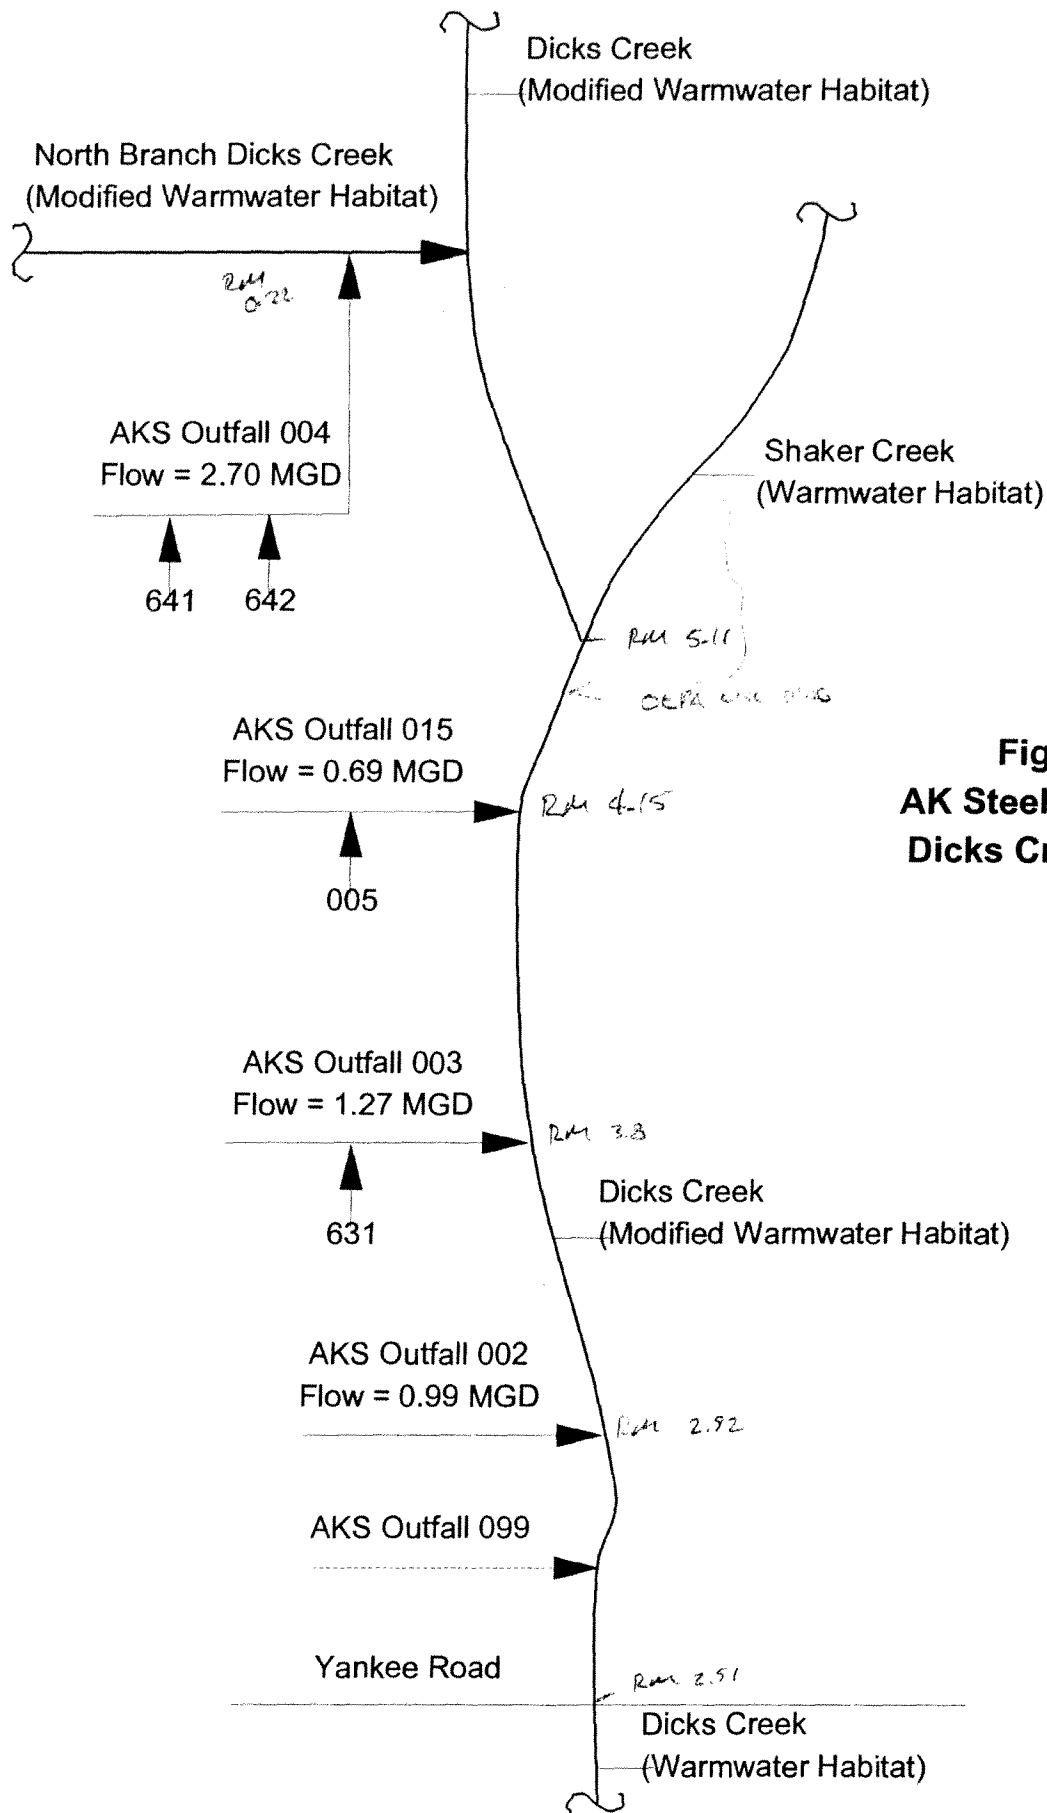 Dicks Creek
(Modified Warmwater Habitat)
North Branch Dicks Creek
(Modified Warmwater Habitat)
RM
0.22
AKS Outfall 004
Flow = 2.70 MGD
641 642
Shaker Creek
(Warmwater Habitat)
RM 5.11
OEPA
AKS Outfall 015
Flow = 0.69 MGD
RM 4.15
005
Fig
AK Steel
Dicks Cr
AKS Outfall 003
Flow = 1.27 MGD
RM 3.8
631
Dicks Creek
(Modified Warmwater Habitat)
AKS Outfall 002
Flow = 0.99 MGD
RM 2.92
AKS Outfall 099
Yankee Road
RM 2.51
Dicks Creek
(Warmwater Habitat)